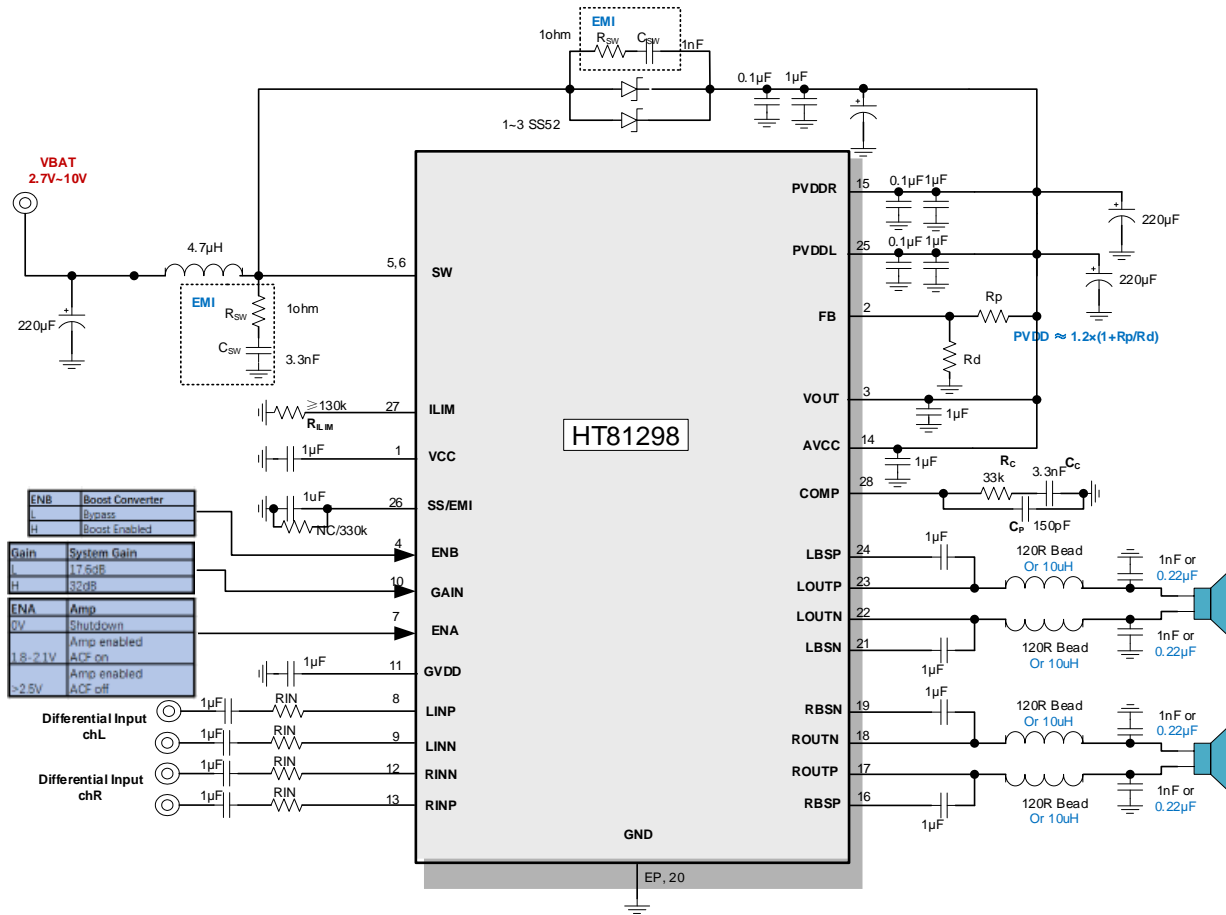 EMI
1ohm
R_SW
C_SW
1nF
0.1µF
1µF
1~3 SS52
VBAT
2.7V~10V
4.7µH
220µF
EMI
R_SW
1ohm
C_SW
3.3nF
5, 6
SW
≥130k
R_ILIM
27
ILIM
1µF
1
VCC
1uF
NC/330k
26
SS/EMI
4
ENB
10
GAIN
7
ENA
1µF
11
GVDD
ENB Boost Converter
L Bypass
H Boost Enabled
Gain System Gain
L 17.6dB
H 32dB
ENA Amp
0V Shutdown
Amp enabled
1.8-2.1V ACF on
Amp enabled
>2.5V ACF off
Differential Input
chL
1µF
RIN
8
LINP
1µF
RIN
9
LINN
Differential Input
chR
1µF
RIN
12
RINN
1µF
RIN
13
RINP
HT81298
GND
EP, 20
PVDDR
15
0.1µF
1µF
220µF
PVDDL
25
0.1µF
1µF
220µF
FB
2
Rp
Rd
PVDD ≈ 1.2×(1+Rp/Rd)
VOUT
3
1µF
AVCC
14
1µF
COMP
28
R_C
33k
3.3nF
C_C
C_P
150pF
LBSP
24
1µF
LOUTP
23
120R Bead
Or 10uH
1nF or
0.22µF
LOUTN
22
LBSN
21
1µF
120R Bead
Or 10uH
1nF or
0.22µF
RBSN
19
1µF
ROUTN
18
120R Bead
Or 10uH
1nF or
0.22µF
ROUTP
17
RBSP
16
1µF
120R Bead
Or 10uH
1nF or
0.22µF